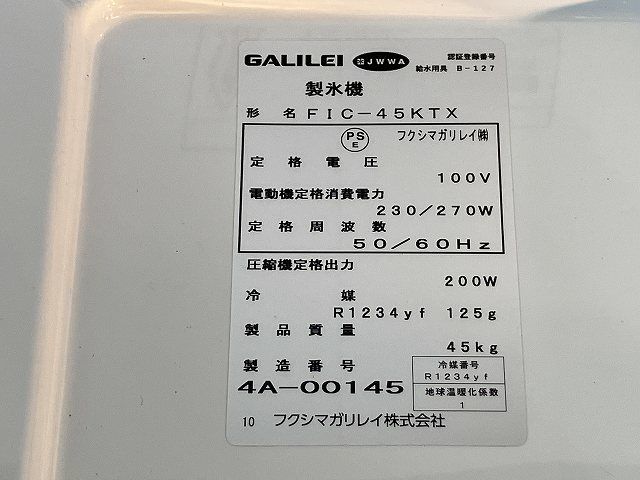 GALILEI JWWA 認証登録番号
給水用具 B-127
製氷機
形 名 FIC-45KTX
PS E フクシマガリレイ㈱
定 格 電 圧
100V
電動機定格消費電力
230/270W
定 格 周 波 数
50/60Hz
圧縮機定格出力
200W
冷 媒
R1234yf 125g
製 品 質 量
45kg
製 造 番 号
4A-00145
冷媒番号
R1234yf
地球温暖化係数
1
10 フクシマガリレイ株式会社